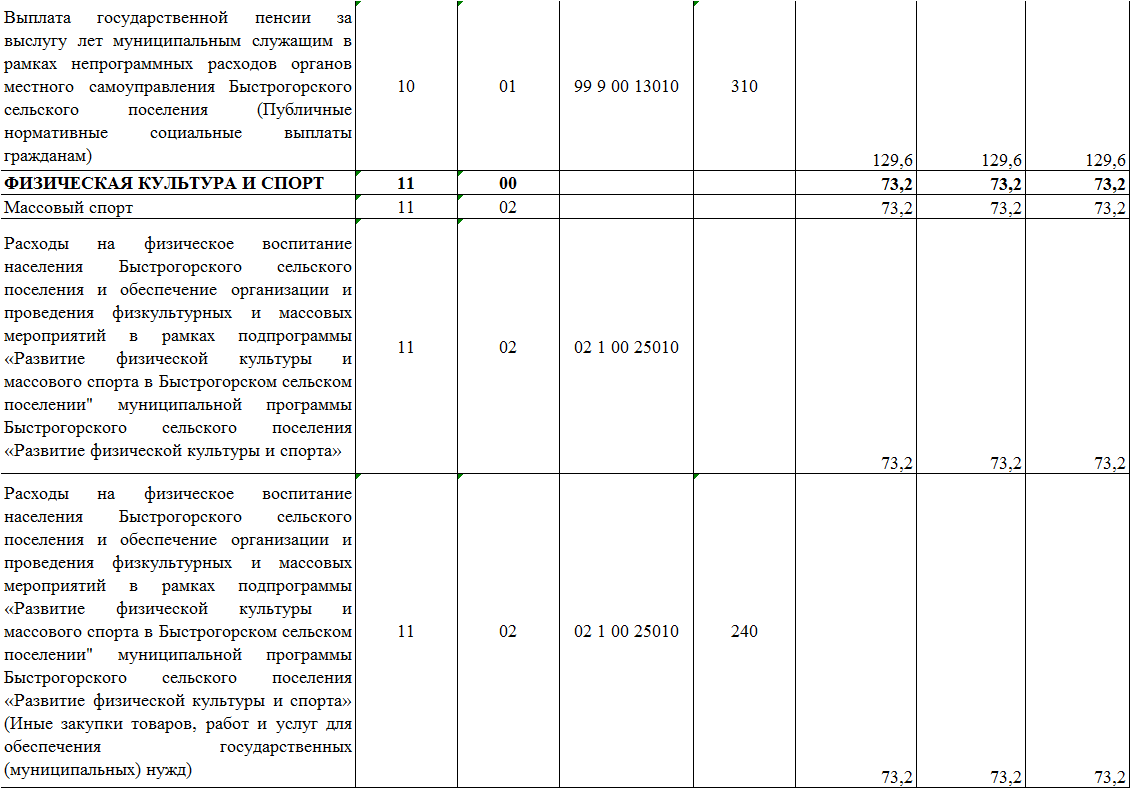 Выплата государственной пенсии за
выслугу лет муниципальным служащим в
рамках непрограммных расходов органов
местного самоуправления Быстрогорского
сельского поселения (Публичные
нормативные социальные выплаты
гражданам)
10 01 99 9 00 13010 310
129,6 129,6 129,6
ФИЗИЧЕСКАЯ КУЛЬТУРА И СПОРТ 11 00 73,2 73,2 73,2
Массовый спорт 11 02 73,2 73,2 73,2
Расходы на физическое воспитание
населения Быстрогорского сельского
поселения и обеспечение организации и
проведения физкультурных и массовых
мероприятий в рамках подпрограммы
«Развитие физической культуры и
массового спорта в Быстрогорском сельском
поселении" муниципальной программы
Быстрогорского сельского поселения
«Развитие физической культуры и спорта»
11 02 02 1 00 25010
73,2 73,2 73,2
Расходы на физическое воспитание
населения Быстрогорского сельского
поселения и обеспечение организации и
проведения физкультурных и массовых
мероприятий в рамках подпрограммы
«Развитие физической культуры и
массового спорта в Быстрогорском сельском
поселении" муниципальной программы
Быстрогорского сельского поселения
«Развитие физической культуры и спорта»
(Иные закупки товаров, работ и услуг для
обеспечения государственных
(муниципальных) нужд)
11 02 02 1 00 25010 240
73,2 73,2 73,2